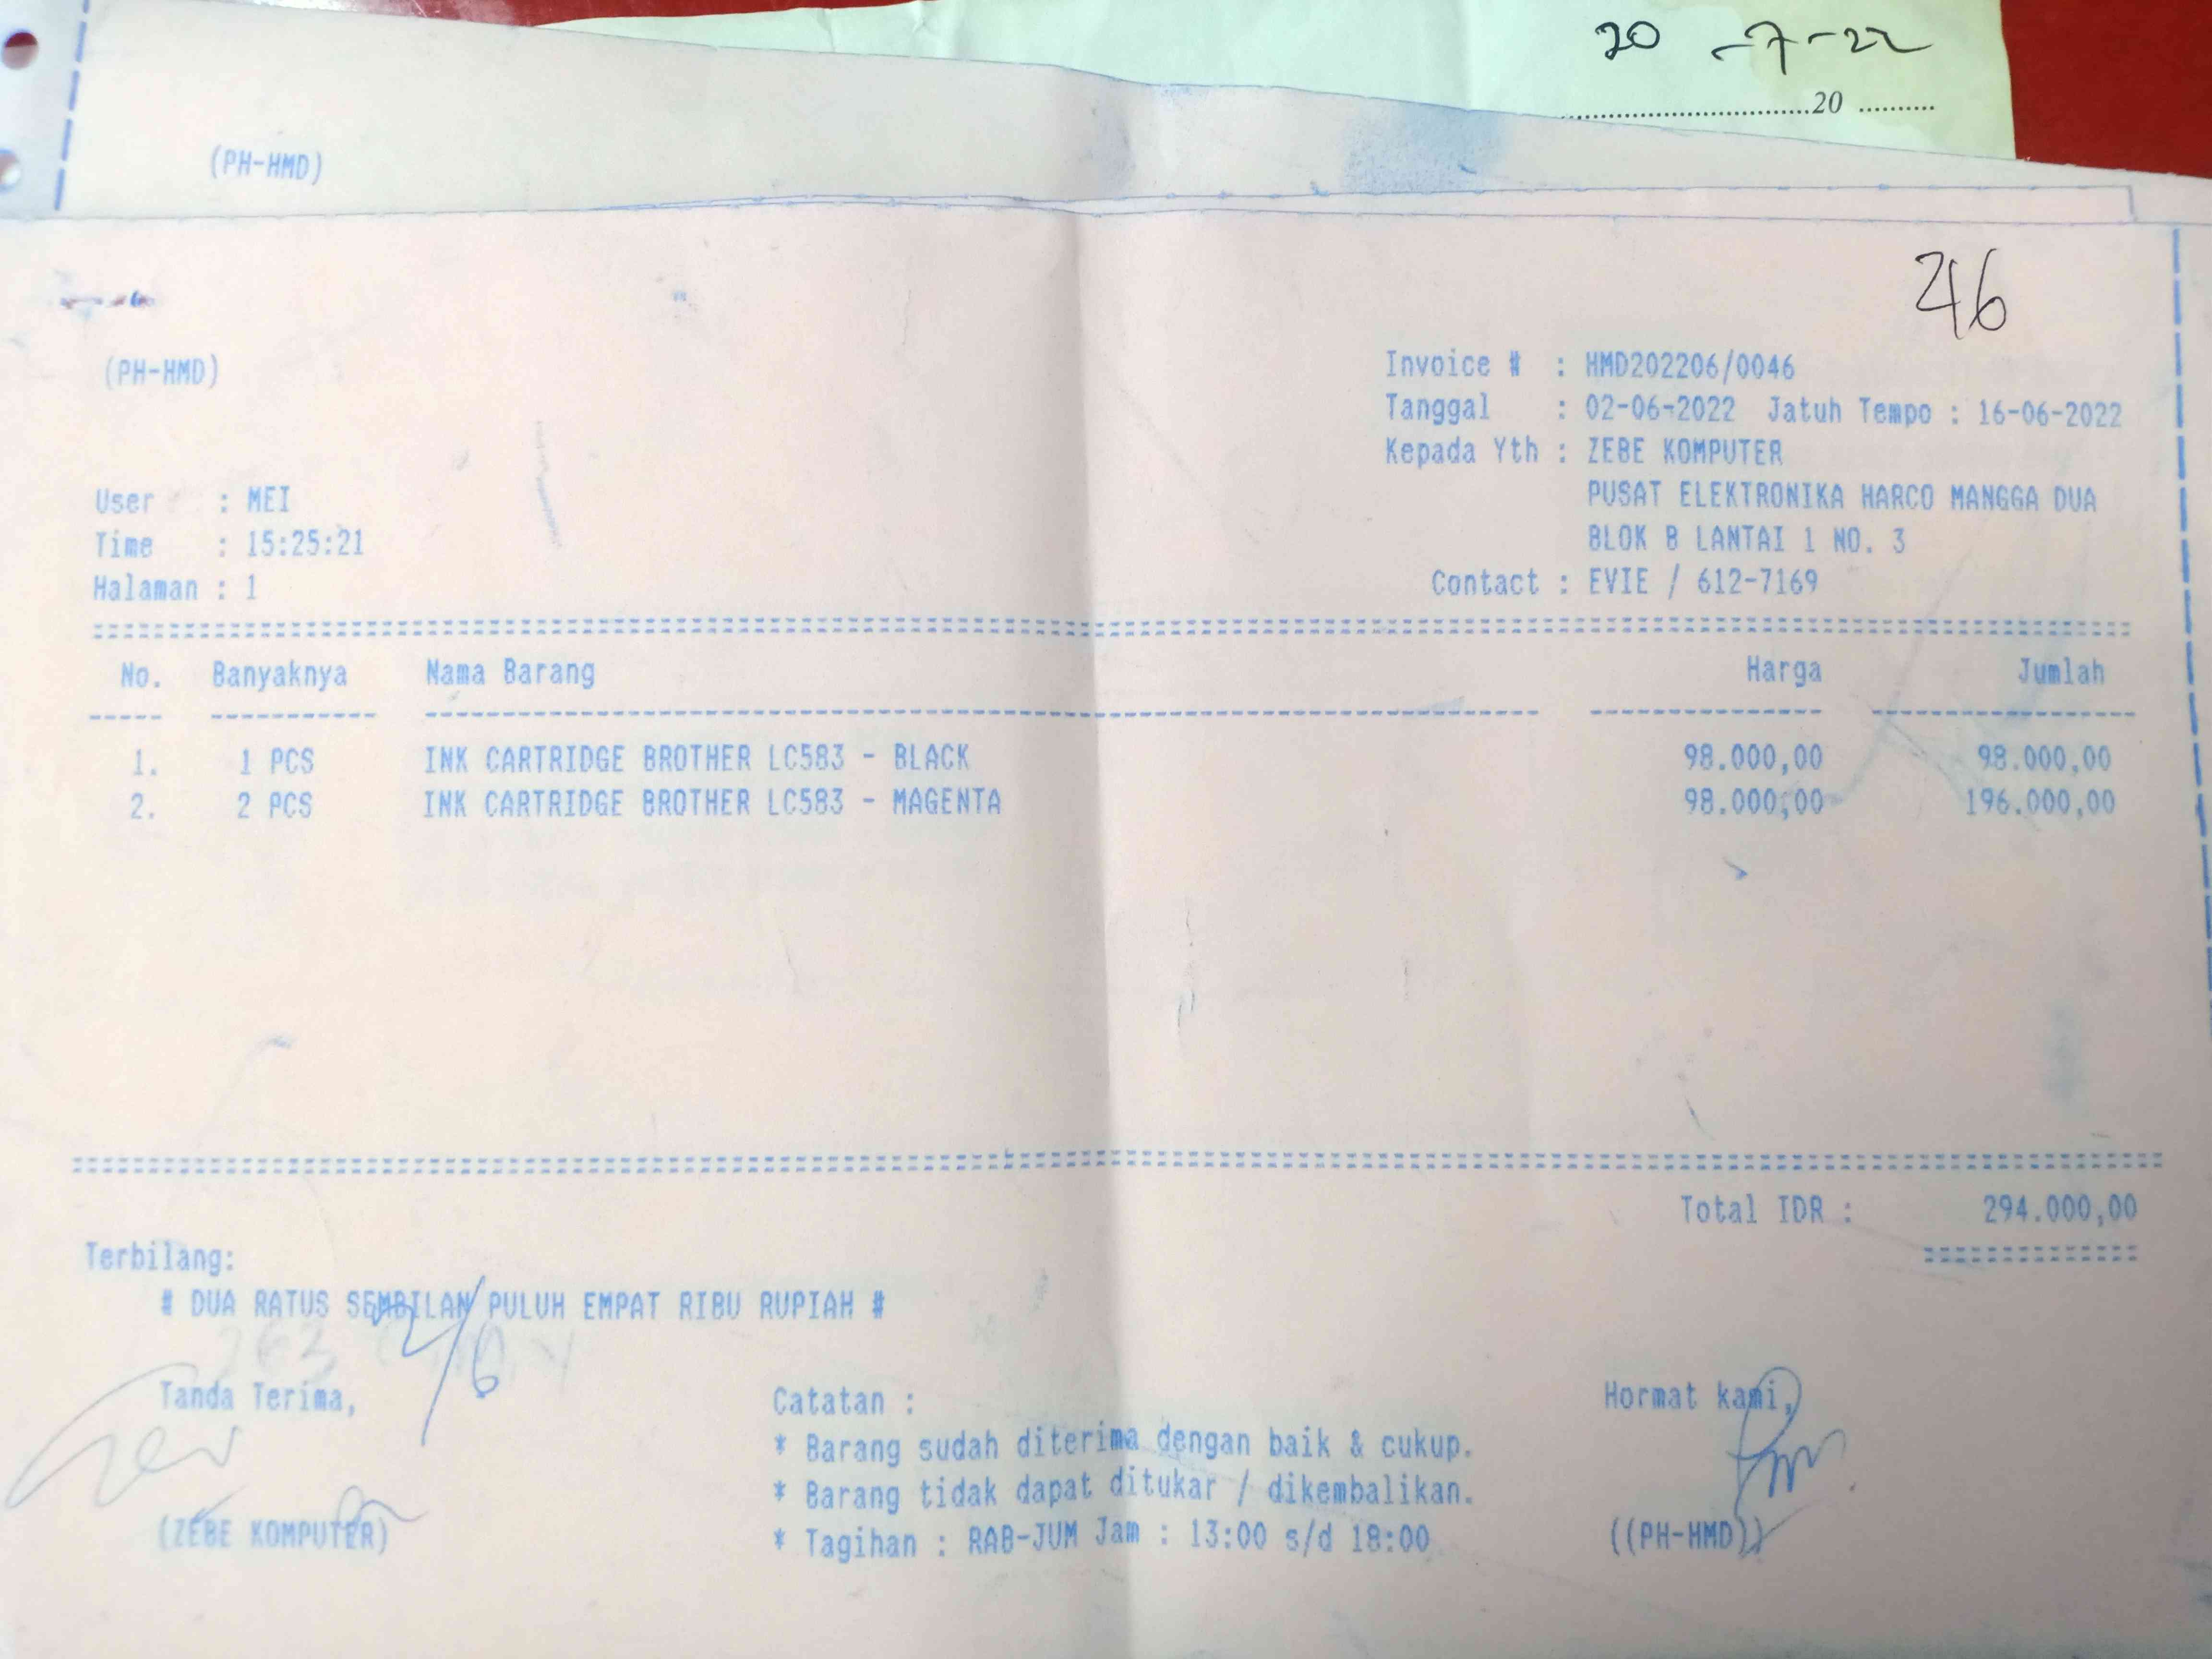 20 -7-22
....................................20 ..........
(PH-HMD)
46
(PH-HMD)
Invoice # : HMD202206/0046
Tanggal : 02-06-2022 Jatuh Tempo : 16-06-2022
Kepada Yth : ZEBE KOMPUTER
PUSAT ELEKTRONIKA HARCO MANGGA DUA
BLOK B LANTAI 1 NO. 3
Contact : EVIE / 612-7169
User : MEI
Time : 15:25:21
Halaman : 1
No. Banyaknya Nama Barang Harga Jumlah
1. 1 PCS INK CARTRIDGE BROTHER LC583 - BLACK 98.000,00 98.000,00
2. 2 PCS INK CARTRIDGE BROTHER LC583 - MAGENTA 98.000,00 196.000,00
Total IDR : 294.000,00
Terbilang:
# DUA RATUS SEMBILAN PULUH EMPAT RIBU RUPIAH #
2/6
Tanda Terima,
(ZEBE KOMPUTER)
Catatan :
* Barang sudah diterima dengan baik & cukup.
* Barang tidak dapat ditukar / dikembalikan.
* Tagihan : RAB-JUM Jam : 13:00 s/d 18:00
Hormat kami,
((PH-HMD))